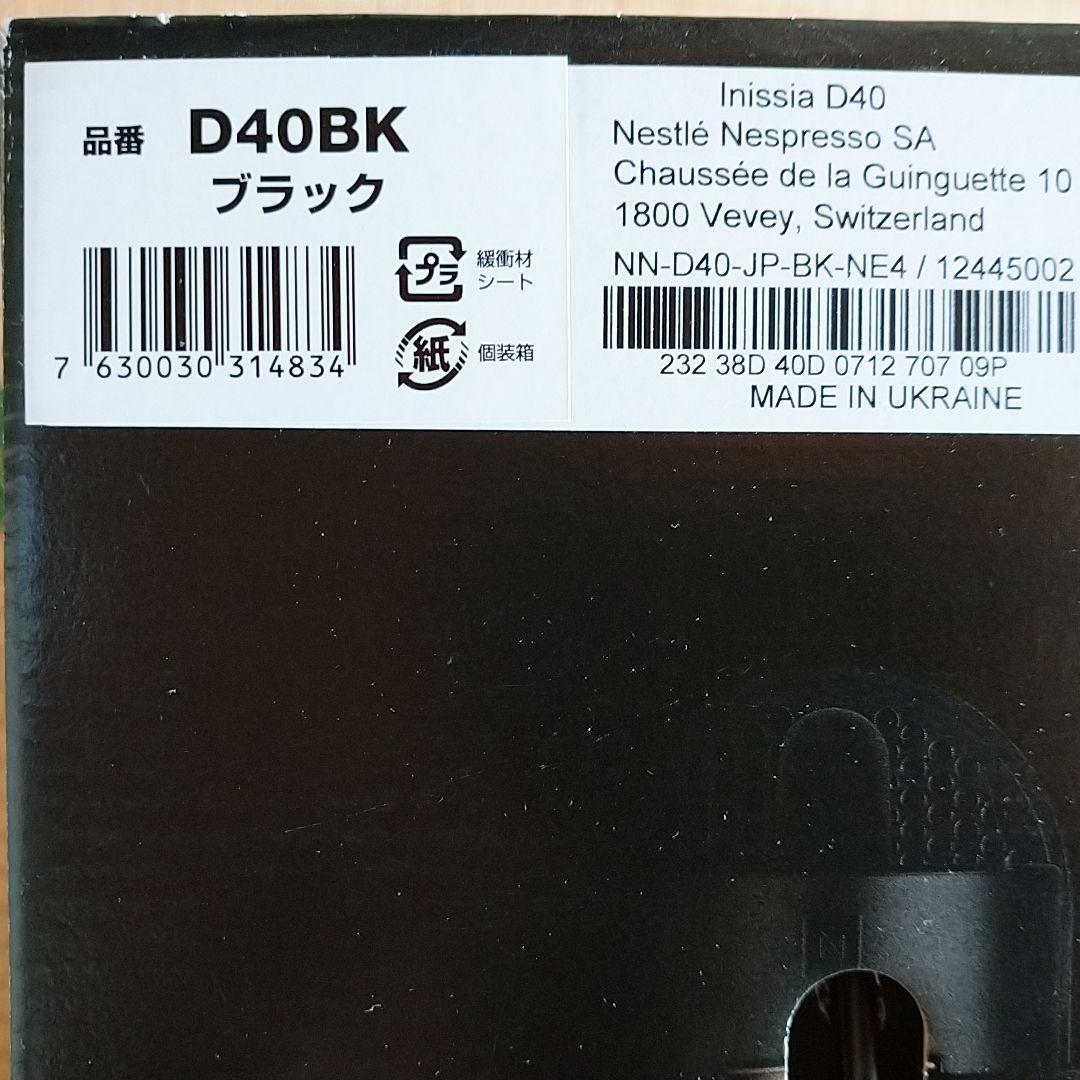 品番 D40BK
ブラック
7 630030 314834
プラ 緩衝材
シート
紙 個装箱
Inissia D40
Nestlé Nespresso SA
Chaussée de la Guinguette 10
1800 Vevey, Switzerland
NN-D40-JP-BK-NE4 / 12445002
232 38D 40D 0712 707 09P
MADE IN UKRAINE
N